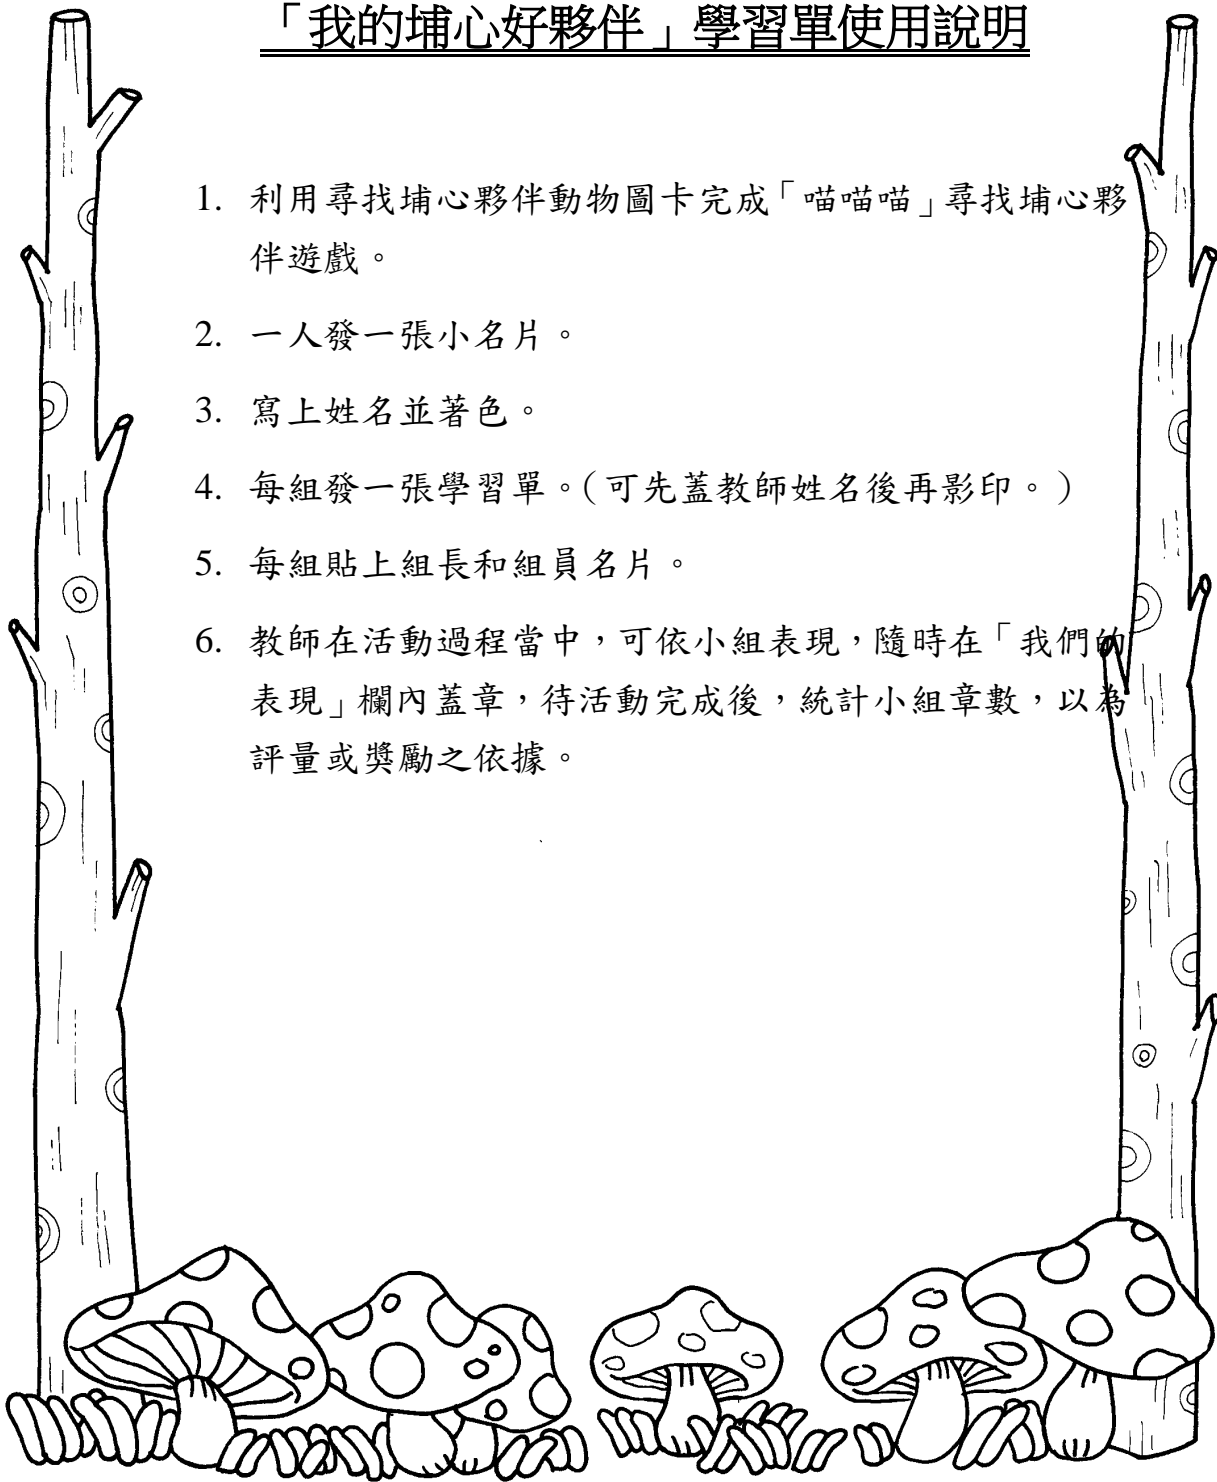 「我的埔心好夥伴」學習單使用說明
1. 利用尋找埔心夥伴動物圖卡完成「喵喵喵」尋找埔心夥
伴遊戲。
2. 一人發一張小名片。
3. 寫上姓名並著色。
4. 每組發一張學習單。(可先蓋教師姓名後再影印。)
5. 每組貼上組長和組員名片。
6. 教師在活動過程當中，可依小組表現，隨時在「我們的
表現」欄內蓋章，待活動完成後，統計小組章數，以為
評量或獎勵之依據。